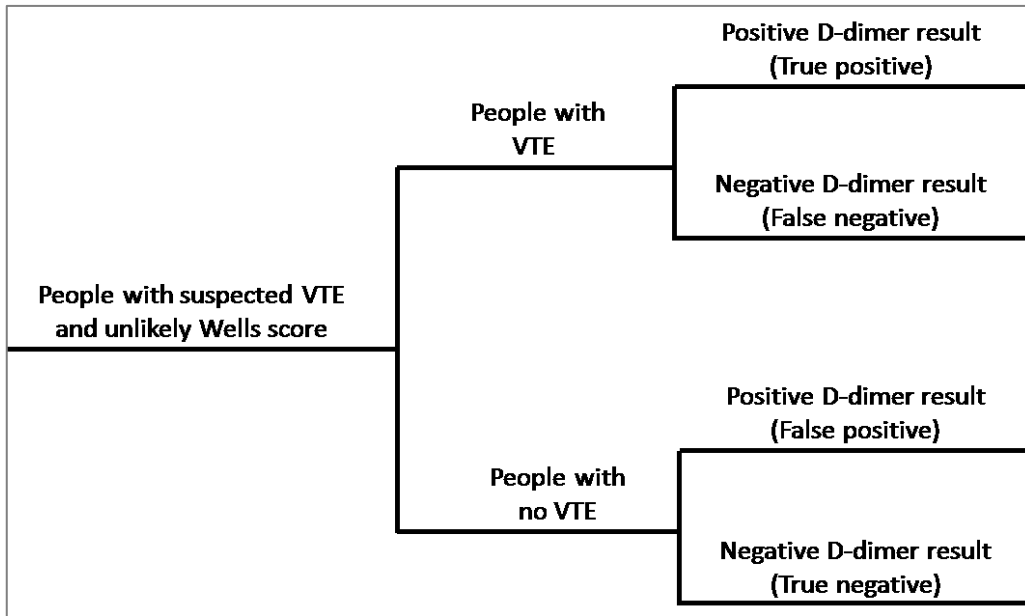 Positive D-dimer result
(True positive)
People with
VTE
Negative D-dimer result
(False negative)
People with suspected VTE
and unlikely Wells score
Positive D-dimer result
(False positive)
People with
no VTE
Negative D-dimer result
(True negative)